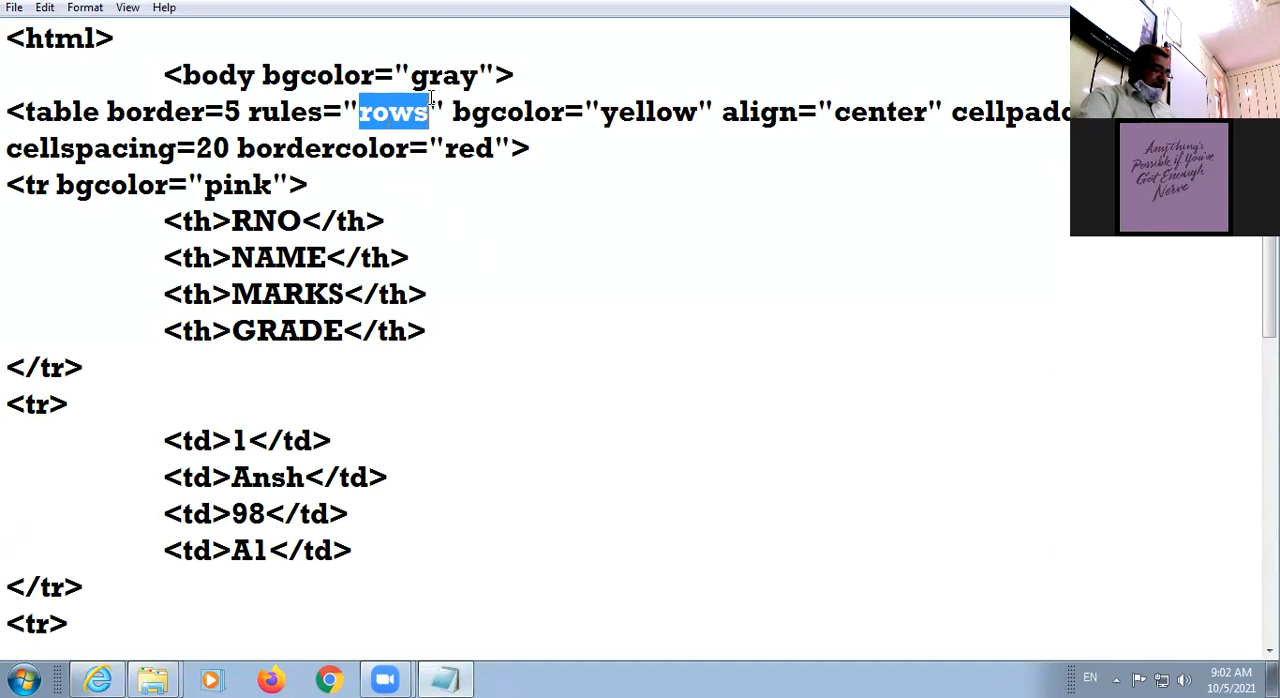 File Edit Format View Help
<html>
<body bgcolor="gray">
<table border=5 rules="rows" bgcolor="yellow" align="center"
cellspacing=20 bordercolor="red">
<tr bgcolor="pink">
<th>RNO</th>
<th>NAME</th>
<th>MARKS</th>
<th>GRADE</th>
</tr>
<tr>
<td>1</td>
<td>Ansh</td>
<td>98</td>
<td>A1</td>
</tr>
<tr>
Anything's
Possible if You've
Got Enough
Nerve
EN
9:02 AM
10/5/2021